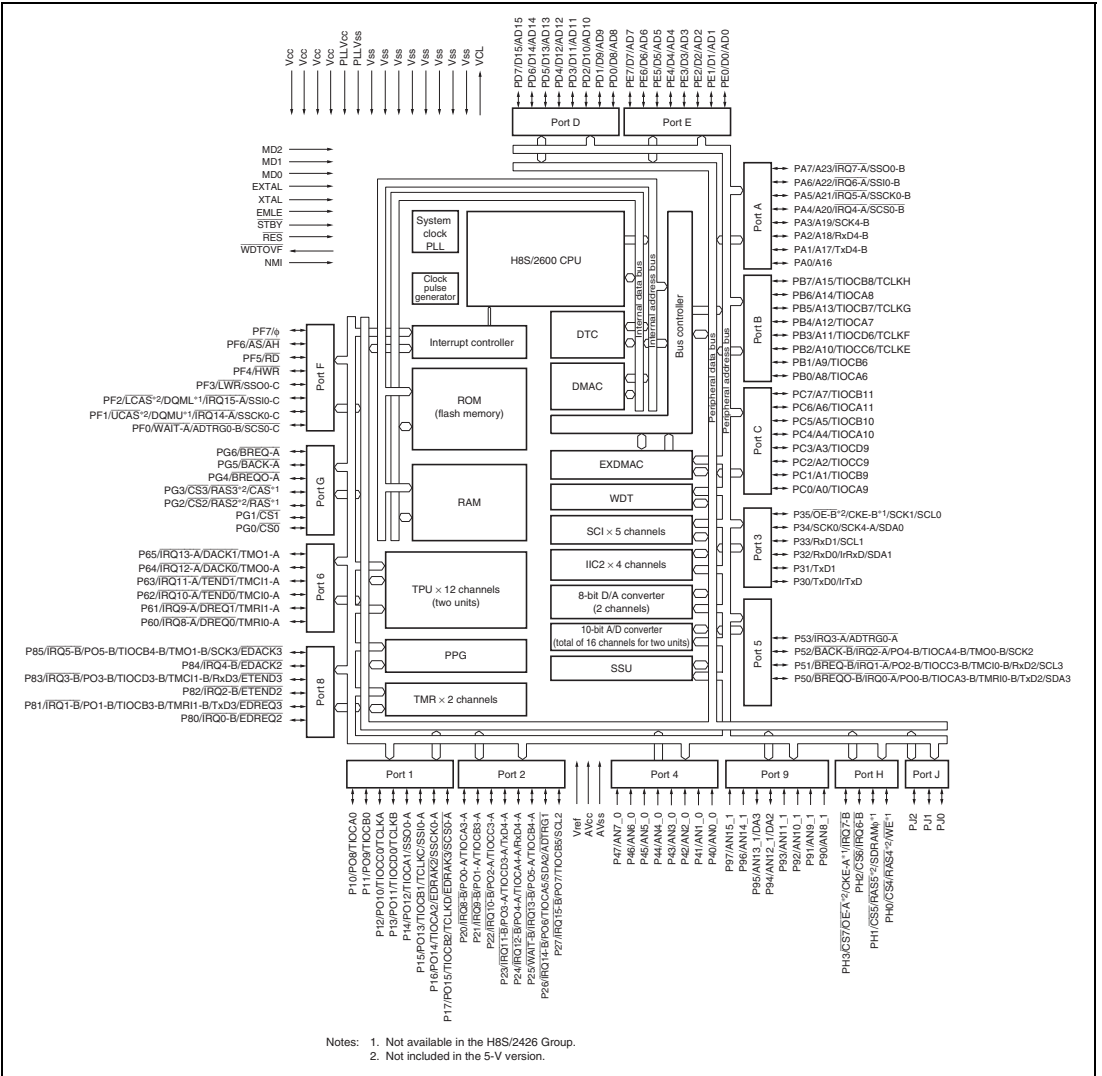 Vcc
Vcc
Vcc
Vcc
PLLVcc
PLLVss
Vss
Vss
Vss
Vss
Vss
Vss
Vss
Vss
VCL
PD7/D15/AD15
PD6/D14/AD14
PD5/D13/AD13
PD4/D12/AD12
PD3/D11/AD11
PD2/D10/AD10
PD1/D9/AD9
PD0/D8/AD8
PE7/D7/AD7
PE6/D6/AD6
PE5/D5/AD5
PE4/D4/AD4
PE3/D3/AD3
PE2/D2/AD2
PE1/D1/AD1
PE0/D0/AD0
Port D
Port E
MD2
MD1
MD0
EXTAL
XTAL
EMLE
STBY
RES
WDTOVF
NMI
System
clock
PLL
H8S/2600 CPU
Clock
pulse
generator
Interrupt controller
DTC
DMAC
ROM
(flash memory)
RAM
TPU × 12 channels
(two units)
PPG
TMR × 2 channels
Internal data bus
Internal address bus
Bus controller
Peripheral data bus
Peripheral address bus
EXDMAC
WDT
SCI × 5 channels
IIC2 × 4 channels
8-bit D/A converter
(2 channels)
10-bit A/D converter
(total of 16 channels for two units)
SSU
Port A
PA7/A23/IRQ7-A/SSO0-B
PA6/A22/IRQ6-A/SSI0-B
PA5/A21/IRQ5-A/SSCK0-B
PA4/A20/IRQ4-A/SCS0-B
PA3/A19/SCK4-B
PA2/A18/RxD4-B
PA1/A17/TxD4-B
PA0/A16
Port B
PB7/A15/TIOCB8/TCLKH
PB6/A14/TIOCA8
PB5/A13/TIOCB7/TCLKG
PB4/A12/TIOCA7
PB3/A11/TIOCD6/TCLKF
PB2/A10/TIOCC6/TCLKE
PB1/A9/TIOCB6
PB0/A8/TIOCA6
Port C
PC7/A7/TIOCB11
PC6/A6/TIOCA11
PC5/A5/TIOCB10
PC4/A4/TIOCA10
PC3/A3/TIOCD9
PC2/A2/TIOCC9
PC1/A1/TIOCB9
PC0/A0/TIOCA9
Port 3
P35/OE-B*2/CKE-B*1/SCK1/SCL0
P34/SCK0/SCK4-A/SDA0
P33/RxD1/SCL1
P32/RxD0/IrRxD/SDA1
P31/TxD1
P30/TxD0/IrTxD
Port 5
P53/IRQ3-A/ADTRG0-A
P52/BACK-B/IRQ2-A/PO4-B/TIOCA4-B/TMO0-B/SCK2
P51/BREQ-B/IRQ1-A/PO2-B/TIOCC3-B/TMCI0-B/RxD2/SCL3
P50/BREQO-B/IRQ0-A/PO0-B/TIOCA3-B/TMRI0-B/TxD2/SDA3
PF7/φ
PF6/AS/AH
PF5/RD
PF4/HWR
PF3/LWR/SSO0-C
PF2/LCAS*2/DQML*1/IRQ15-A/SSI0-C
PF1/UCAS*2/DQMU*1/IRQ14-A/SSCK0-C
PF0/WAIT-A/ADTRG0-B/SCS0-C
Port F
PG6/BREQ-A
PG5/BACK-A
PG4/BREQO-A
PG3/CS3/RAS3*2/CAS*1
PG2/CS2/RAS2*2/RAS*1
PG1/CS1
PG0/CS0
Port G
P65/IRQ13-A/DACK1/TMO1-A
P64/IRQ12-A/DACK0/TMO0-A
P63/IRQ11-A/TEND1/TMCI1-A
P62/IRQ10-A/TEND0/TMCI0-A
P61/IRQ9-A/DREQ1/TMRI1-A
P60/IRQ8-A/DREQ0/TMRI0-A
Port 6
P85/IRQ5-B/PO5-B/TIOCB4-B/TMO1-B/SCK3/EDACK3
P84/IRQ4-B/EDACK2
P83/IRQ3-B/PO3-B/TIOCD3-B/TMCI1-B/RxD3/ETEND3
P82/IRQ2-B/ETEND2
P81/IRQ1-B/PO1-B/TIOCB3-B/TMRI1-B/TxD3/EDREQ3
P80/IRQ0-B/EDREQ2
Port 8
Port 1
Port 2
Port 4
Port 9
Port H
Port J
P10/PO8/TIOCA0
P11/PO9/TIOCB0
P12/PO10/TIOCC0/TCLKA
P13/PO11/TIOCD0/TCLKB
P14/PO12/TIOCA1/SSO0-A
P15/PO13/TIOCB1/TCLKC/SSI0-A
P16/PO14/TIOCA2/EDRAK2/SSCK0-A
P17/PO15/TIOCB2/TCLKD/EDRAK3/SCS0-A
P20/IRQ8-B/PO0-A/TIOCA3-A
P21/IRQ9-B/PO1-A/TIOCB3-A
P22/IRQ10-B/PO2-A/TIOCC3-A
P23/IRQ11-B/PO3-A/TIOCD3-A/TxD4-A
P24/IRQ12-B/PO4-A/TIOCA4-A/RxD4-A
P25/WAIT-B/IRQ13-B/PO5-A/TIOCB4-A
P26/IRQ14-B/PO6/TIOCA5/SDA2/ADTRG1
P27/IRQ15-B/PO7/TIOCB5/SCL2
Vref
AVcc
AVss
P47/AN7_0
P46/AN6_0
P45/AN5_0
P44/AN4_0
P43/AN3_0
P42/AN2_0
P41/AN1_0
P40/AN0_0
P97/AN15_1
P96/AN14_1
P95/AN13_1/DA3
P94/AN12_1/DA2
P93/AN11_1
P92/AN10_1
P91/AN9_1
P90/AN8_1
PH3/CS7/OE-A*2/CKE-A*1/IRQ7-B
PH2/CS6/IRQ6-B
PH1/CS5/RAS5*2/SDRAMφ*1
PH0/CS4/RAS4*2/WE*1
PJ2
PJ1
PJ0
Notes: 1. Not available in the H8S/2426 Group.
2. Not included in the 5-V version.